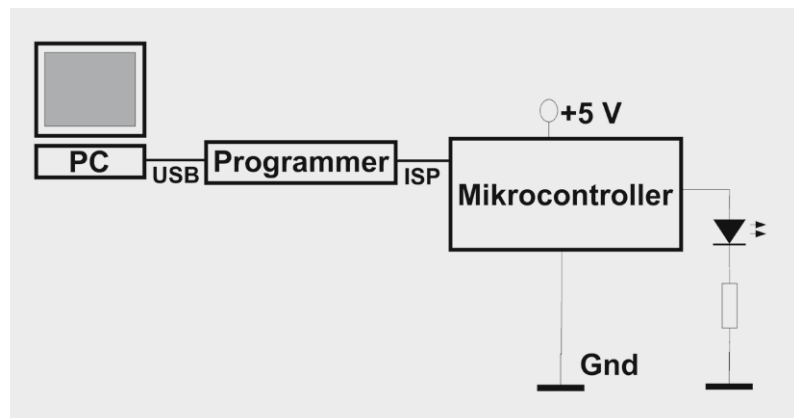 +5 V
PC
USB
Programmer
ISP
Mikrocontroller
Gnd